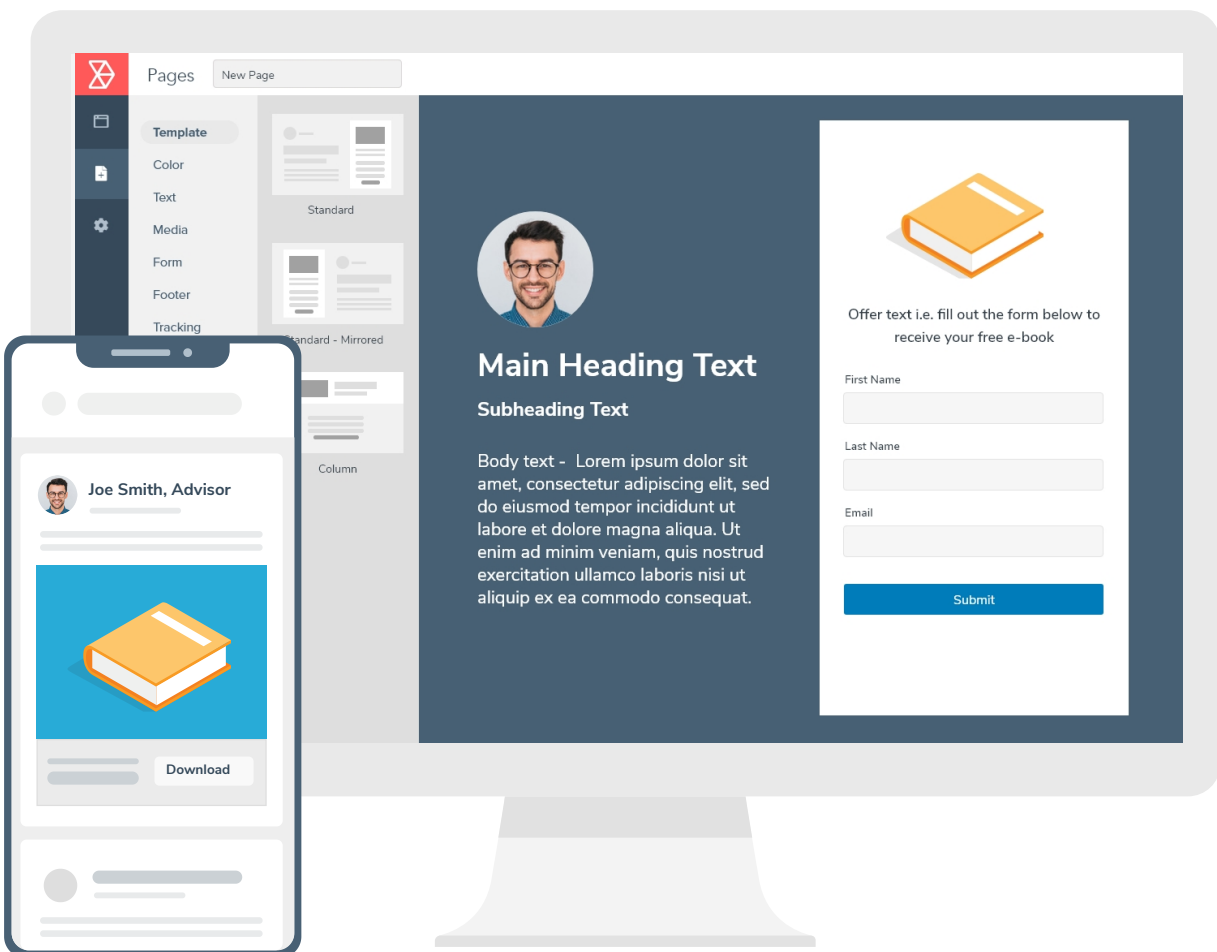 Pages
New Page
Template
Color
Text
Media
Form
Footer
Tracking
Standard
Standard - Mirrored
Column
Main Heading Text
Subheading Text
Body text - Lorem ipsum dolor sit
amet, consectetur adipiscing elit, sed
do eiusmod tempor incididunt ut
labore et dolore magna aliqua. Ut
enim ad minim veniam, quis nostrud
exercitation ullamco laboris nisi ut
aliquip ex ea commodo consequat.
Offer text i.e. fill out the form below to
receive your free e-book
First Name
Last Name
Email
Submit
Joe Smith, Advisor
Download